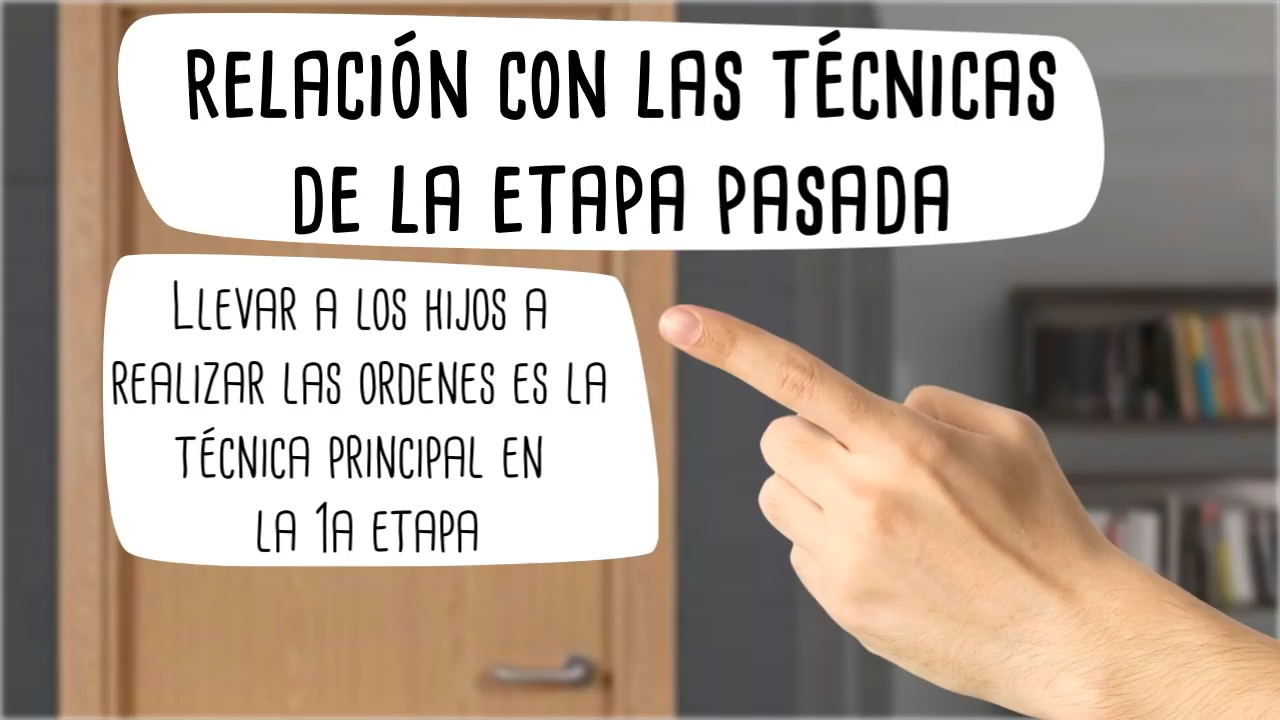 RELACIÓN CON LAS TÉCNICAS
DE LA ETAPA PASADA
LLEVAR A LOS HIJOS A
REALIZAR LAS ORDENES ES LA
TÉCNICA PRINCIPAL EN
LA 1A ETAPA